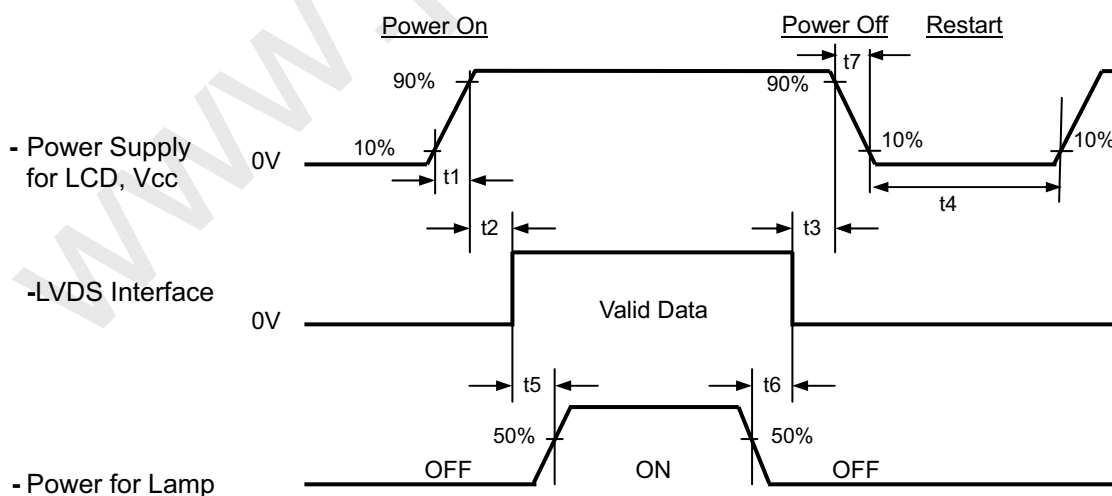 Power On
Power Off
Restart
t7
90%
90%
10%
10%
10%
- Power Supply
for LCD, Vcc
0V
t1
t4
t2
t3
-LVDS Interface
0V
Valid Data
t5
t6
50%
50%
OFF
ON
OFF
- Power for Lamp